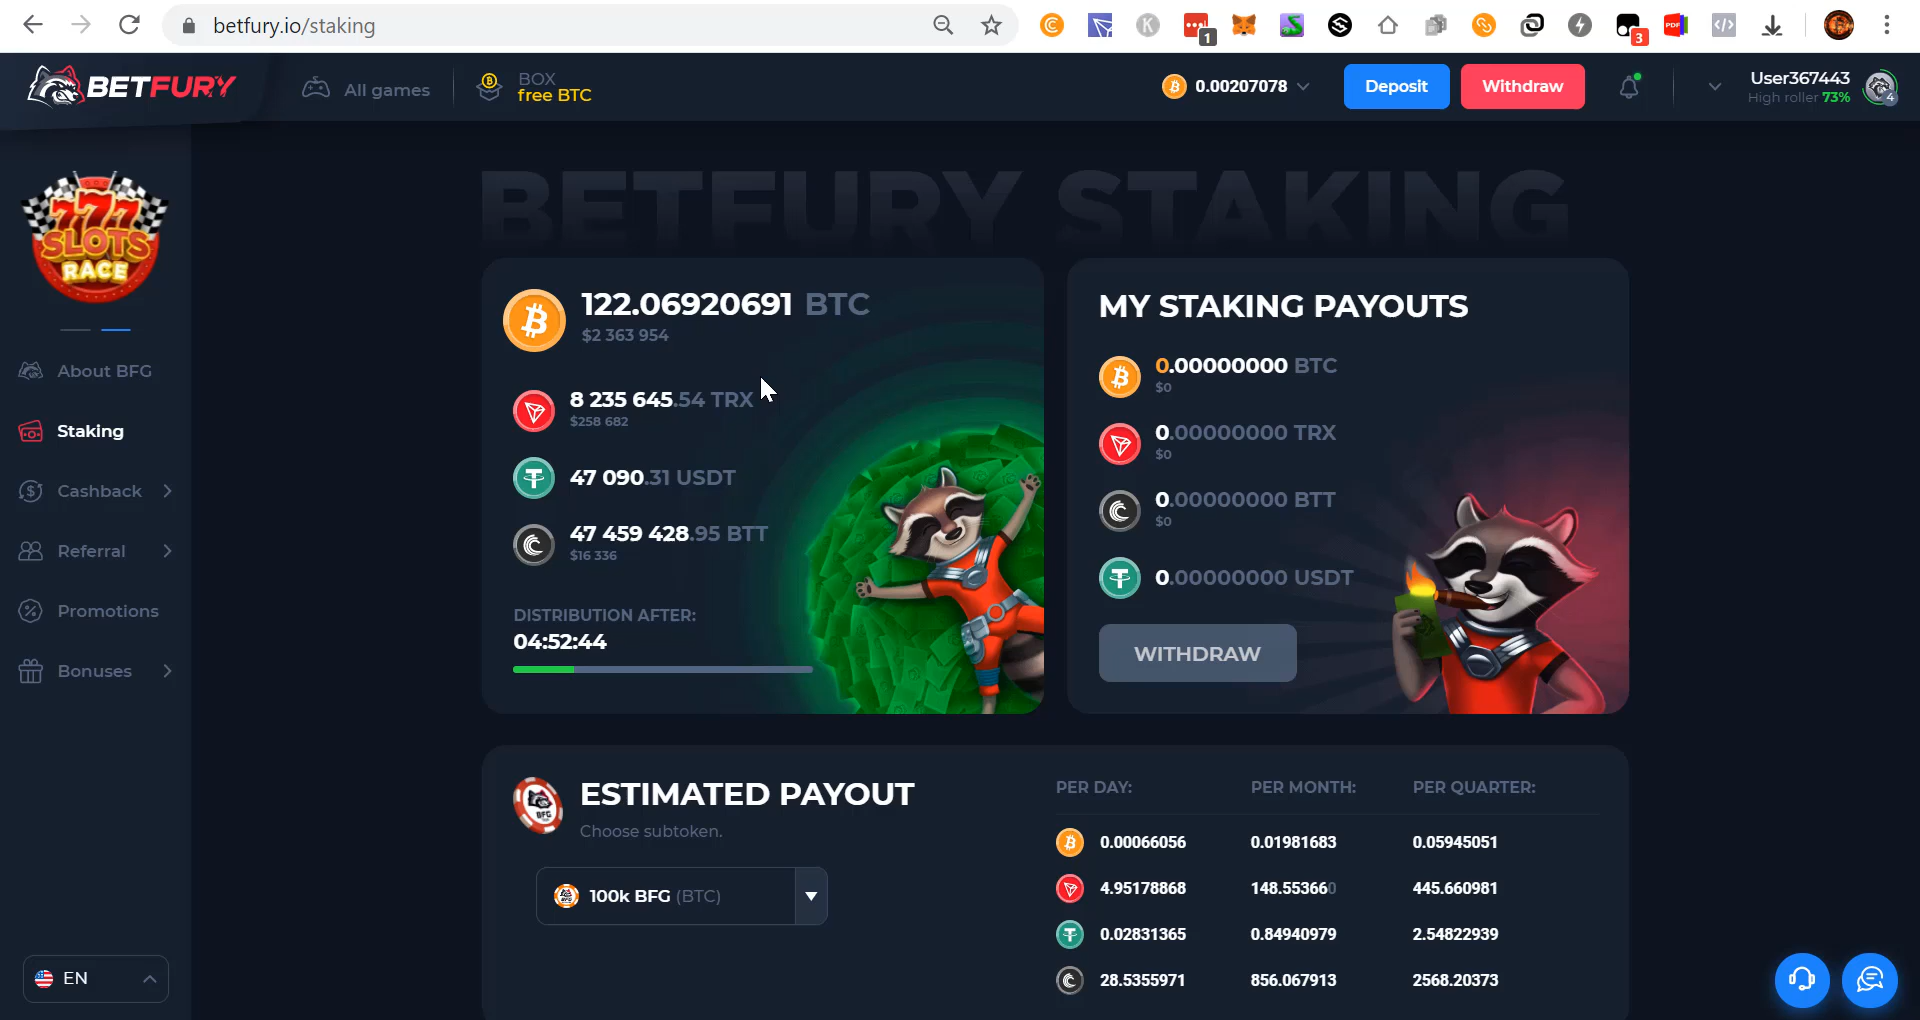 betfury.io/staking
1
3
PDF
BETFURY
All games
BOX
free BTC
0.00207078
Deposit
Withdraw
User367443
High roller 73%
4
777
SLOTS
RACE
About BFG
Staking
Cashback
Referral
Promotions
Bonuses
EN
BETFURY STAKING
122.06920691 BTC
$2 363 954
8 235 645.54 TRX
$258 682
47 090.31 USDT
47 459 428.95 BTT
$16 336
DISTRIBUTION AFTER:
04:52:44
MY STAKING PAYOUTS
0.00000000 BTC
$0
0.00000000 TRX
$0
0.00000000 BTT
$0
0.00000000 USDT
WITHDRAW
BFG
ESTIMATED PAYOUT
Choose subtoken.
100k BFG (BTC)
PER DAY: PER MONTH: PER QUARTER:
0.00066056 0.01981683 0.05945051
4.95178868 148.553660 445.660981
0.02831365 0.84940979 2.54822939
28.5355971 856.067913 2568.20373